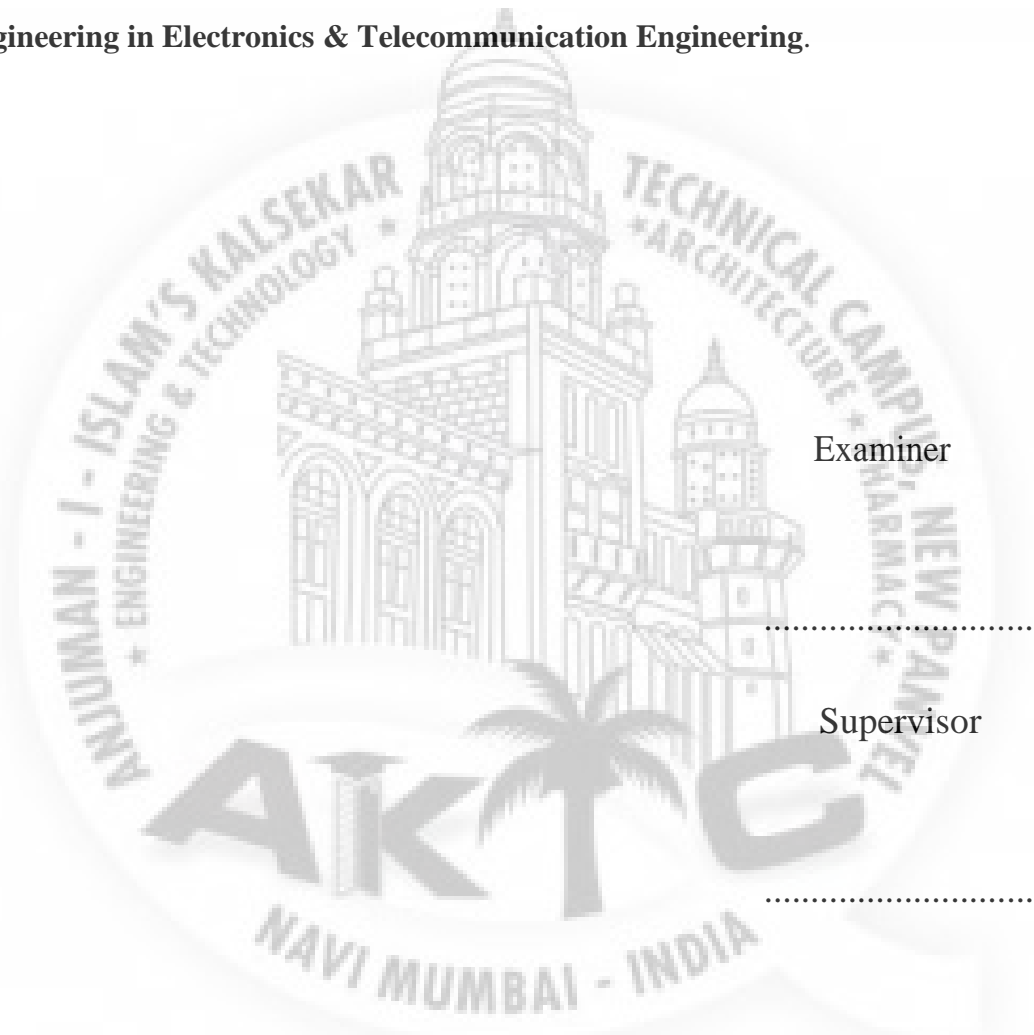 gineering in Electronics & Telecommunication Engineering.
ANJUMAN - I - ISLAM'S KALSEKAR TECHNICAL CAMPUS, NEW PANVEL
* ENGINEERING & TECHNOLOGY * *ARCHITECTURE * PHARMACY *
Examiner
.............................
Supervisor
AKTC
.............................
NAVI MUMBAI - INDIA